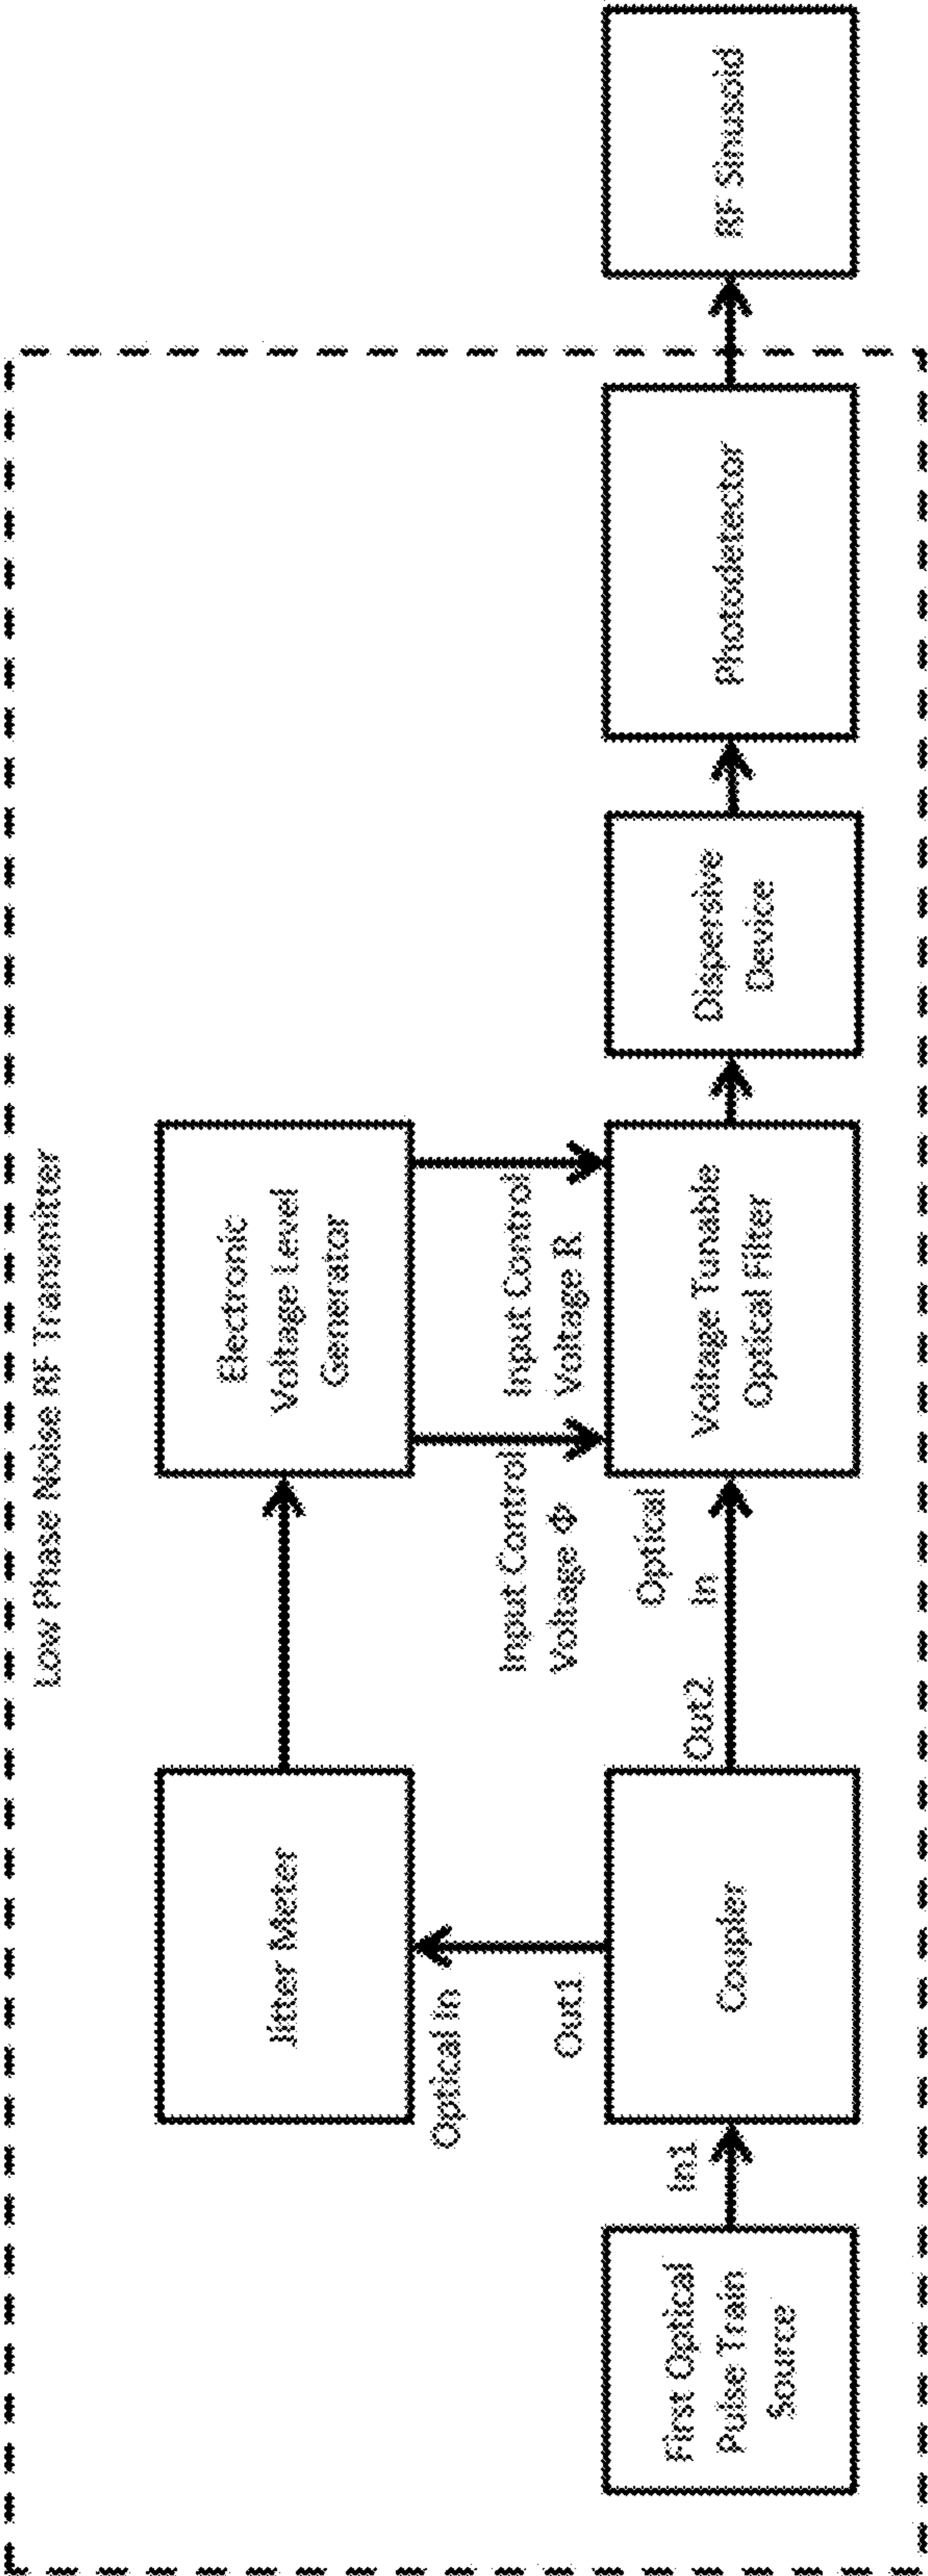 Low Phase Noise RF Transmitter
Jitter Meter
Electronic
Voltage Level
Generator
Optical In
Out1
Input Control
Voltage Φ
Input Control
Voltage R
First Optical
Pulse Train
Source
In1
Coupler
Out2
Optical
In
Voltage Tunable
Optical Filter
Dispersive
Device
Photodetector
RF Sinusoid